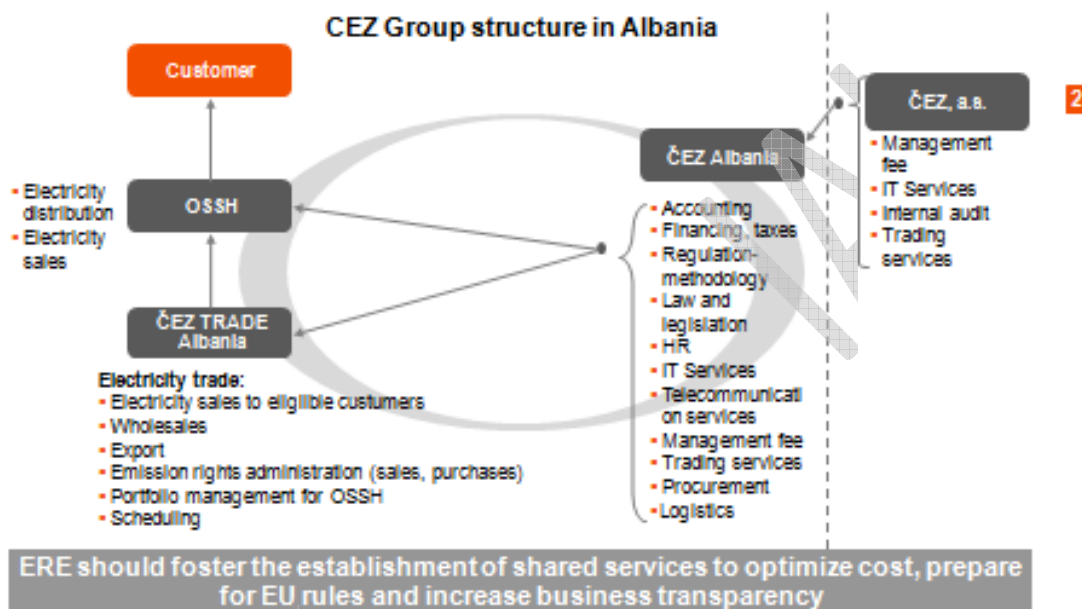 CEZ Group structure in Albania
Customer
OSSH
Electricity
distribution
Electricity
sales
ČEZ TRADE
Albania
Electricity trade:
Electricity sales to eligible custumers
Wholesales
Export
Emission rights administration (sales, purchases)
Portfolio management for OSSH
Scheduling
ČEZ Albania
Accounting
Financing, taxes
Regulation-
methodology
Law and
legislation
HR
IT Services
Telecommunicati
on services
Management fee
Trading services
Procurement
Logistics
ČEZ, a.s.
Management
fee
IT Services
Internal audit
Trading
services
2
ERE should foster the establishment of shared services to optimize cost, prepare
for EU rules and increase business transparency